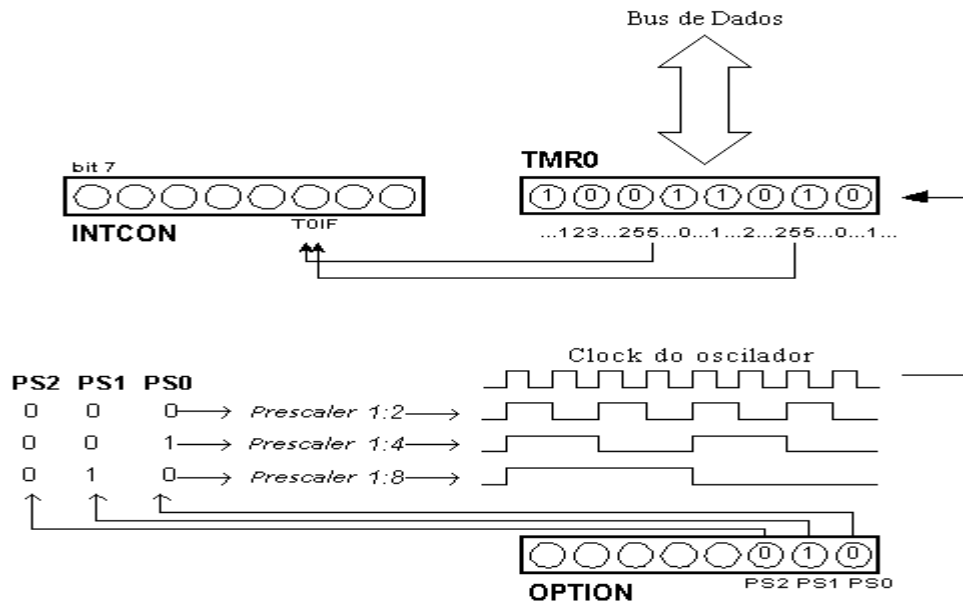 Bus de Dados
bit 7
TMR0
1 0 0 1 1 0 1 0
T0IF
INTCON
...123...255...0...1...2...255...0...1...
Clock do oscilador
PS2 PS1 PS0
0 0 0 Prescaler 1:2
0 0 1 Prescaler 1:4
0 1 0 Prescaler 1:8
0 1 0
PS2 PS1 PS0
OPTION